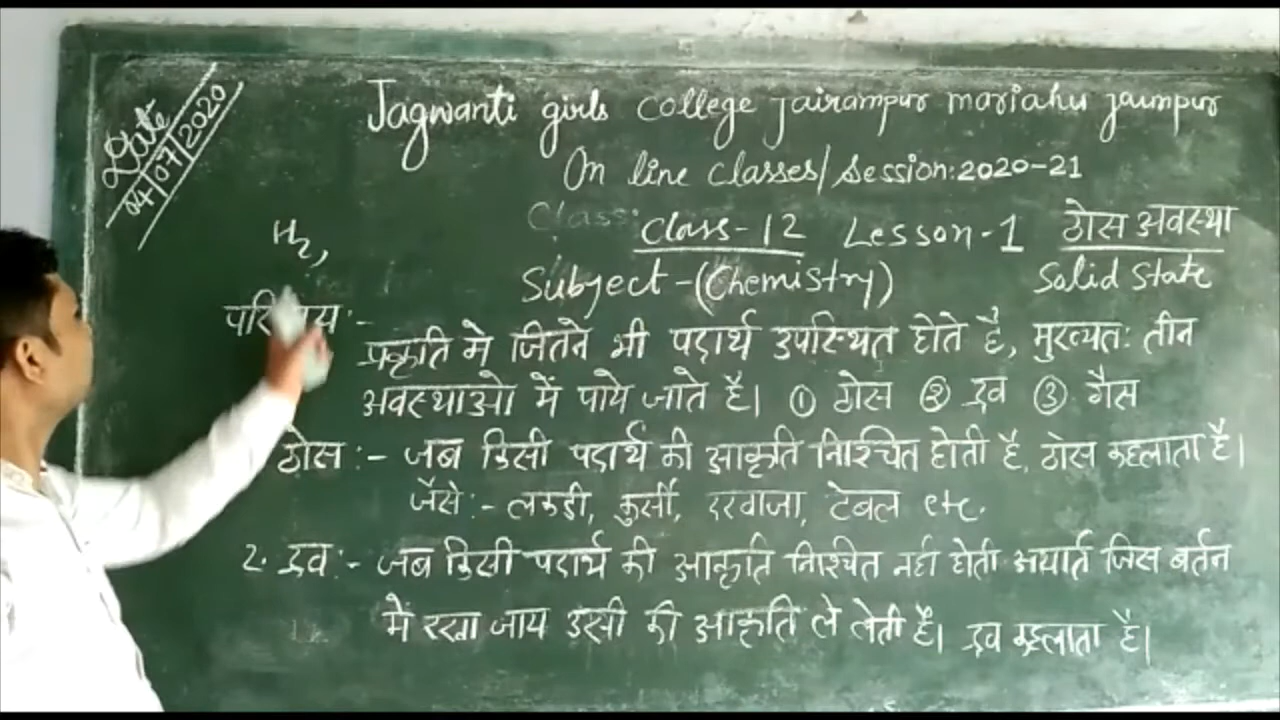 Date
04/07/2020
Jagwanti girls college jairampur mariahu jaunpur
On line classes/session:2020-21
Class:
Class-12 Lesson-1 ठोस अवस्था
Subject-(Chemistry) Solid State
H2,
परिचय:-
प्रकृति मे जितने भी पदार्थ उपस्थित होते है, मुख्यतः तीन
अवस्थाओ में पाये जाते है। ① ठोस ② द्रव ③ गैस
ठोस:- जब किसी पदार्थ की आकृति निश्चित होती है, ठोस कहलाता है।
जैसे:- लकडी, कुर्सी, दरवाजा, टेबल etc.
2. द्रव:- जब किसी पदार्थ की आकृति निश्चित नही होती अर्थात जिस बर्तन
मे रखा जाय उसी की आकृति ले लेती है। द्रव कहलाता है।